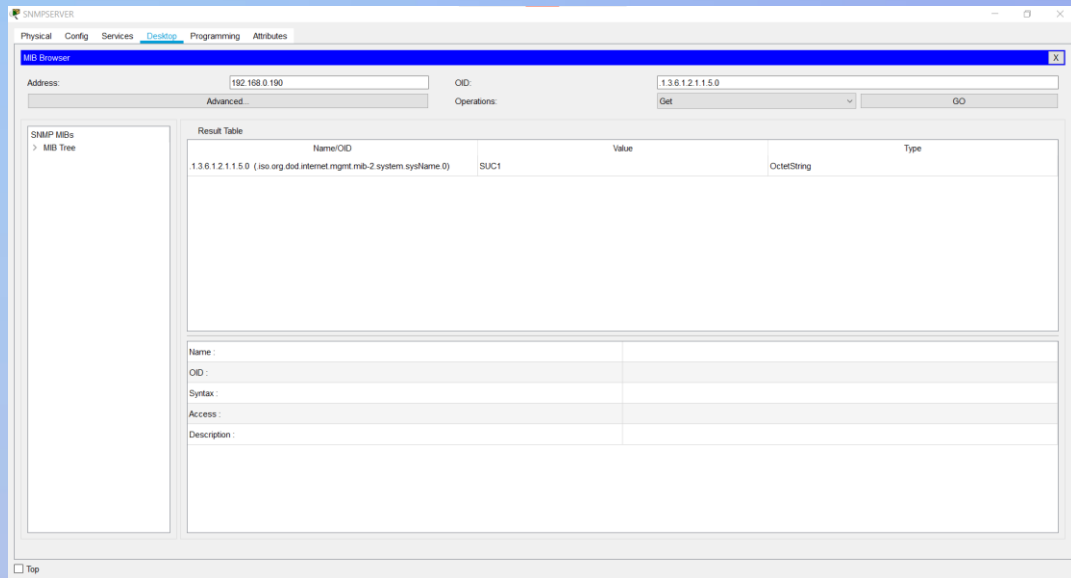 SNMPSERVER
Physical Config Services Desktop Programming Attributes
MIB Browser X
Address: 192.168.0.190 OID: .1.3.6.1.2.1.1.5.0
Advanced... Operations: Get GO
SNMP MIBs
> MIB Tree
Result Table
Name/OID Value Type
.1.3.6.1.2.1.1.5.0 (.iso.org.dod.internet.mgmt.mib-2.system.sysName.0) SUC1 OctetString
Name :
OID :
Syntax :
Access :
Description :
Top